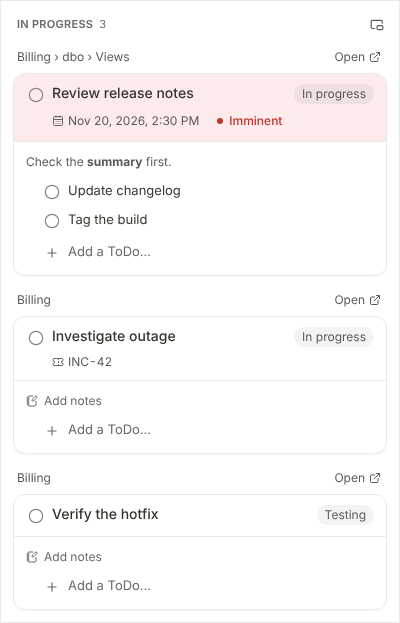 IN PROGRESS 3
Billing › dbo › Views Open
Review release notes In progress
Nov 20, 2026, 2:30 PM Imminent
Check the summary first.
Update changelog
Tag the build
Add a ToDo...
Billing Open
Investigate outage In progress
INC-42
Add notes
Add a ToDo...
Billing Open
Verify the hotfix Testing
Add notes
Add a ToDo...